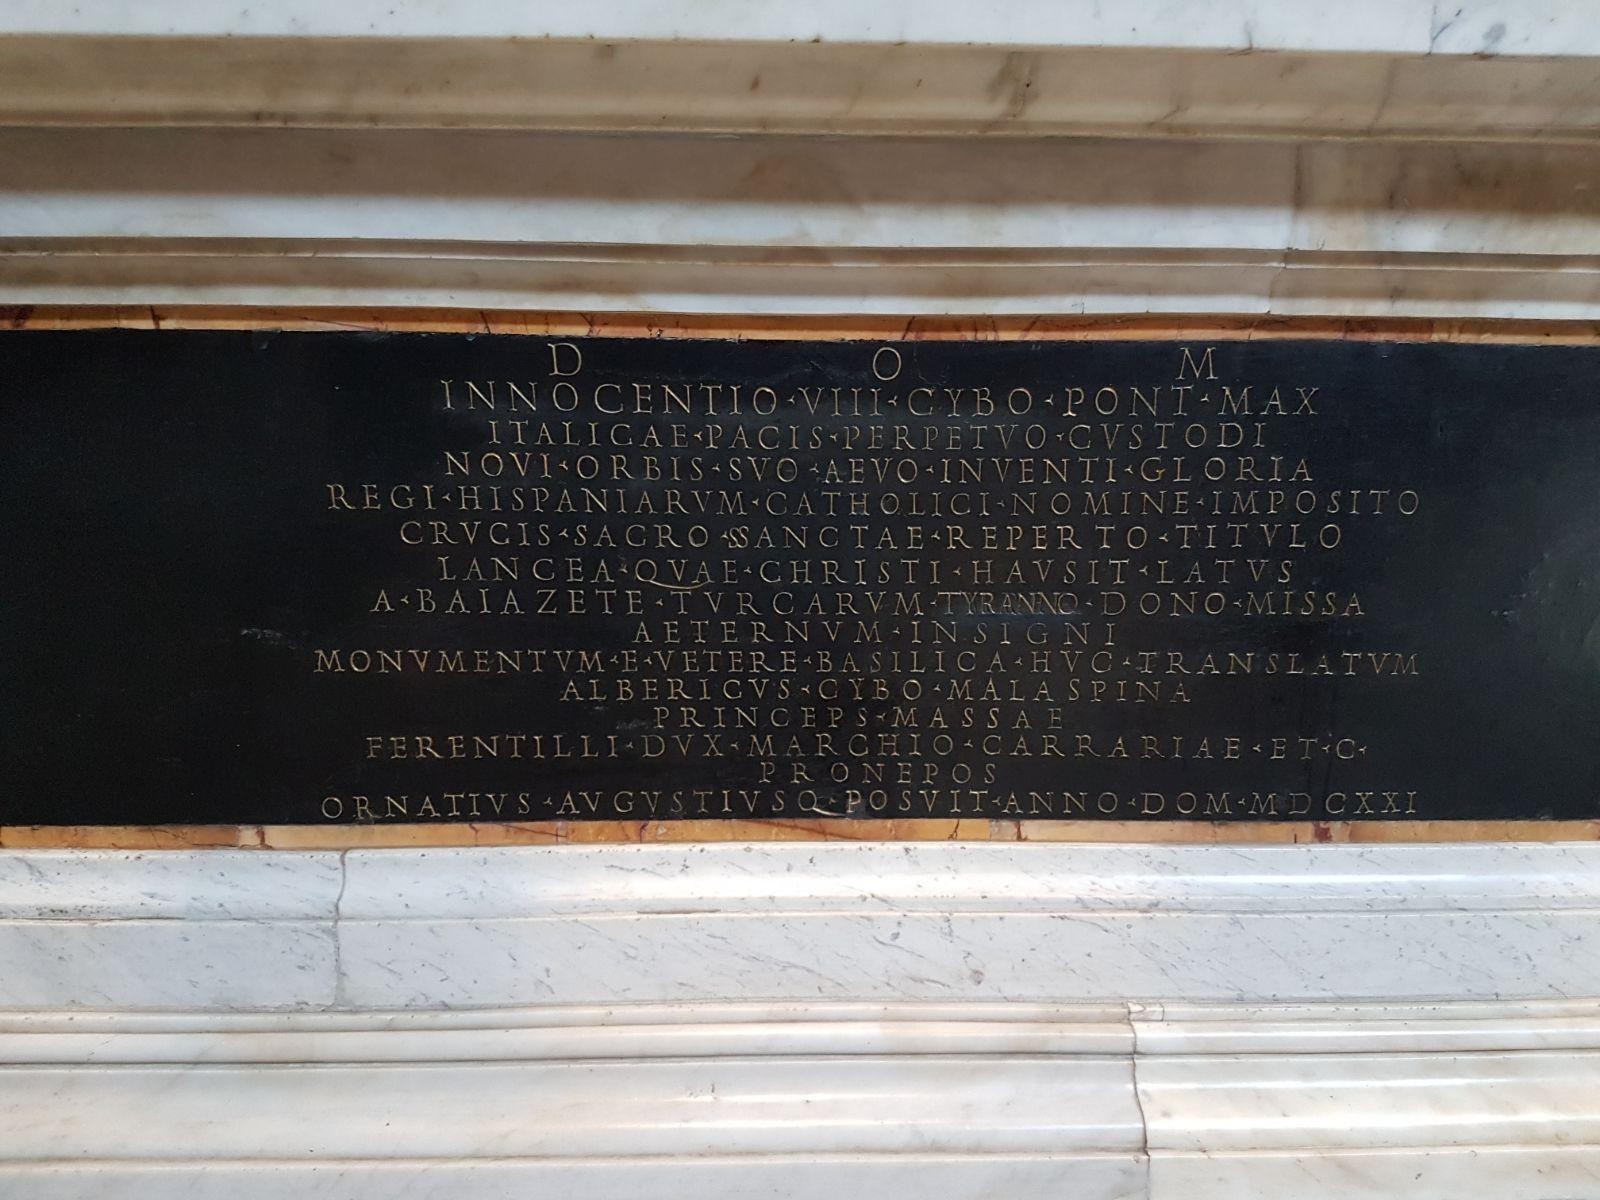 D O M
INNOCENTIO·VIII·CYBO·PONT·MAX
ITALICAE·PACIS·PERPETVO·CVSTODI
NOVI·ORBIS·SVO·AEVO·INVENTI·GLORIA
REGI·HISPANIARVM·CATHOLICI·NOMINE·IMPOSITO
CRVCIS·SACRO·SSANCTAE·REPERTO·TITVLO
LANCEA·QVAE·CHRISTI·HAVSIT·LATVS
A·BAIAZETE·TVRCARVM·TYRANNO·DONO·MISSA
AETERNVM·INSIGNI
MONVMENTVM·E·VETERE·BASILICA·HVC·TRANSLATVM
ALBERICVS·CYBO·MALASPINA
PRINCEPS·MASSAE
FERENTILLI·DVX·MARCHIO·CARRARIAE·ET·C·
PRONEPOS
ORNATIVS·AVGVSTIVSQ·POSVIT·ANNO·DOM·MDCXXI